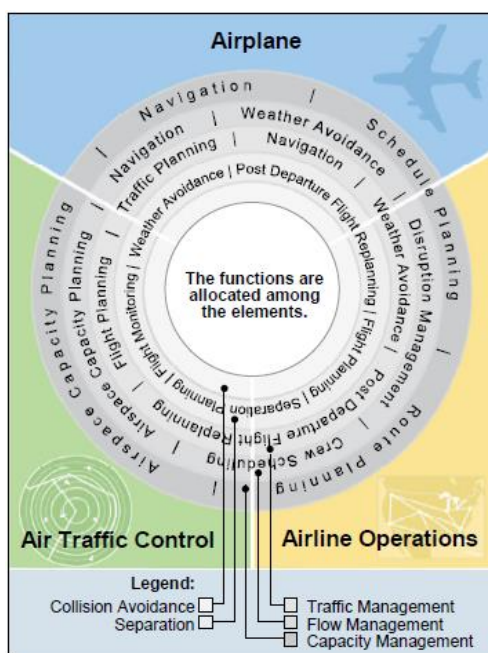 Airplane
| Navigation | Schedule Planning | Route Planning | Airspace Capacity Planning
| Navigation | Weather Avoidance | Disruption Management | Crew Scheduling | Airspace Capacity Planning
| Traffic Planning | Navigation | Weather Avoidance | Post Departure Flight Replanning | Airspace | Flight Planning
Weather Avoidance | Post Departure Flight Replanning | Flight Planning | Separation Planning | Flight Monitoring |
The functions are
allocated among
the elements.
Air Traffic Control
Airline Operations
Legend:
Collision Avoidance
Separation
Traffic Management
Flow Management
Capacity Management